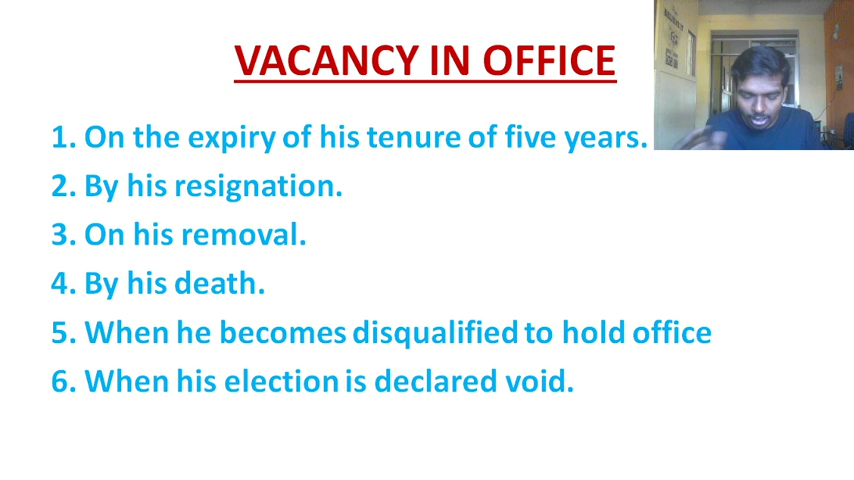 VACANCY IN OFFICE
1. On the expiry of his tenure of five years.
2. By his resignation.
3. On his removal.
4. By his death.
5. When he becomes disqualified to hold office
6. When his election is declared void.